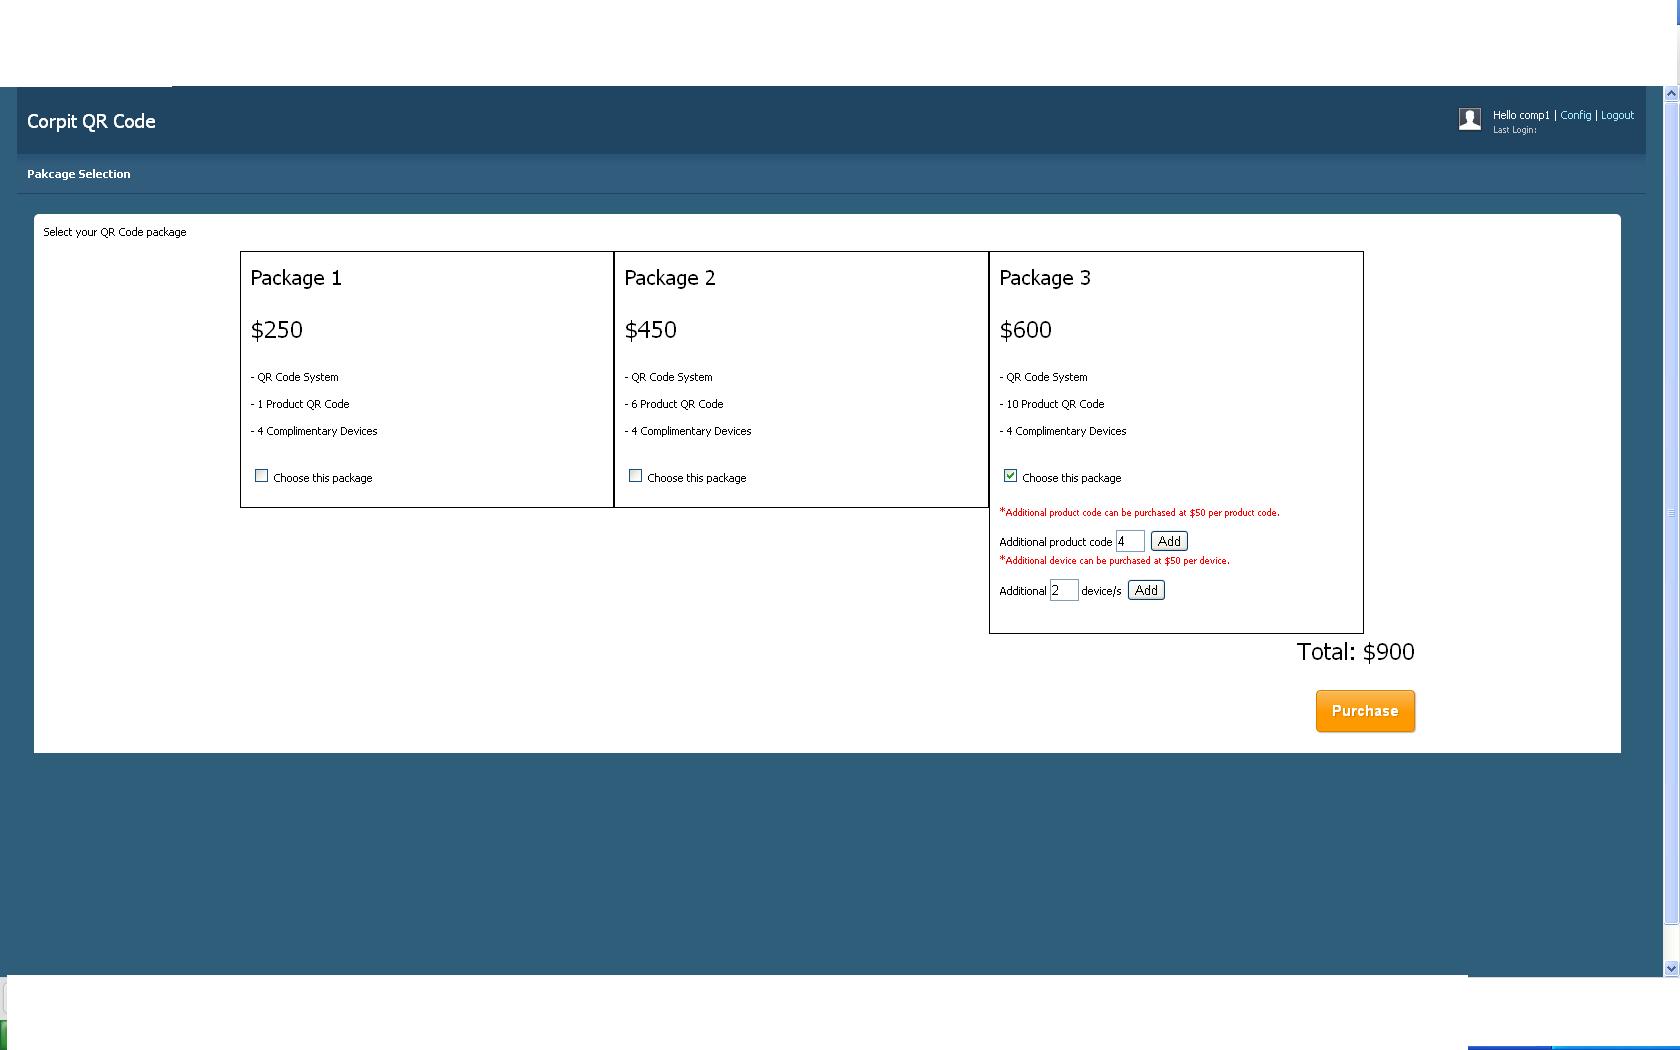 Corpit QR Code
Hello comp1 | Config | Logout
Last Login:
Pakcage Selection
Select your QR Code package
Package 1
$250
- QR Code System
- 1 Product QR Code
- 4 Complimentary Devices
Choose this package
Package 2
$450
- QR Code System
- 6 Product QR Code
- 4 Complimentary Devices
Choose this package
Package 3
$600
- QR Code System
- 10 Product QR Code
- 4 Complimentary Devices
Choose this package
*Additional product code can be purchased at $50 per product code.
Additional product code 4 Add
*Additional device can be purchased at $50 per device.
Additional 2 device/s Add
Total: $900
Purchase